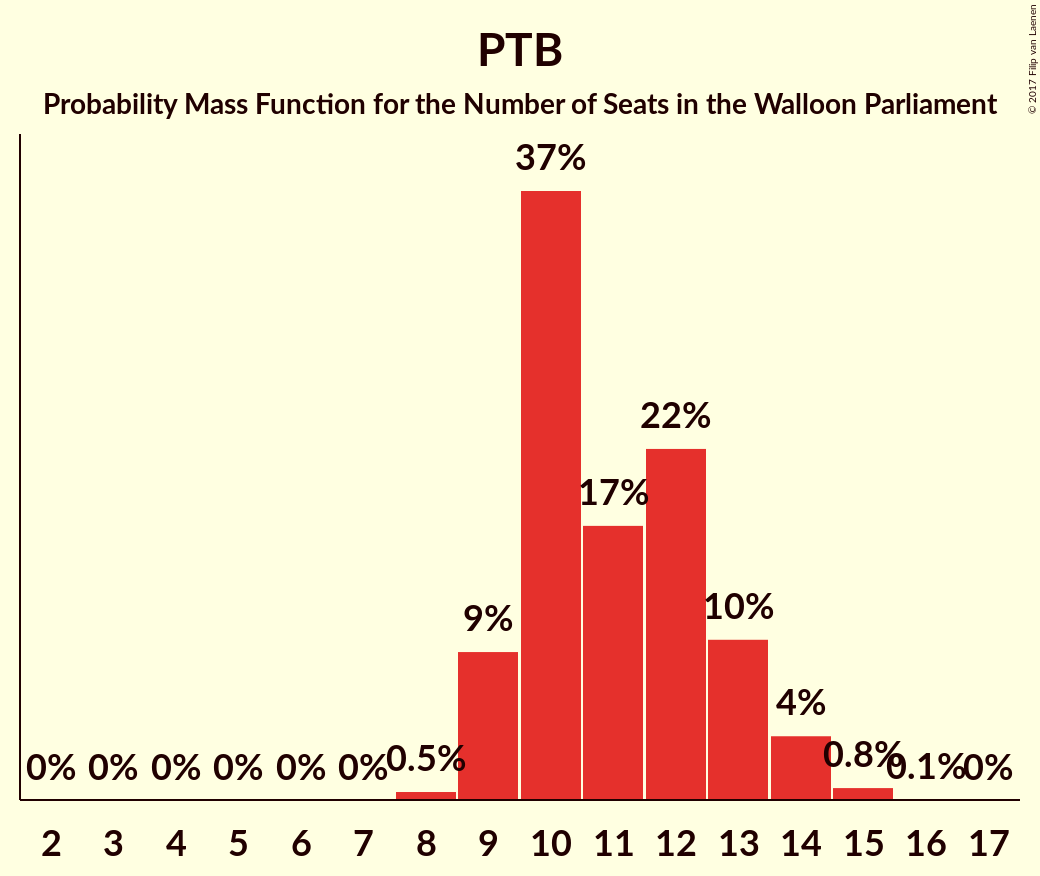 PTB
Probability Mass Function for the Number of Seats in the Walloon Parliament
© 2017 Filip van Laenen
37%
22%
17%
9%
10%
4%
0% 0% 0% 0% 0% 0% 0.5% 0.8% 0.1% 0%
2 3 4 5 6 7 8 9 10 11 12 13 14 15 16 17